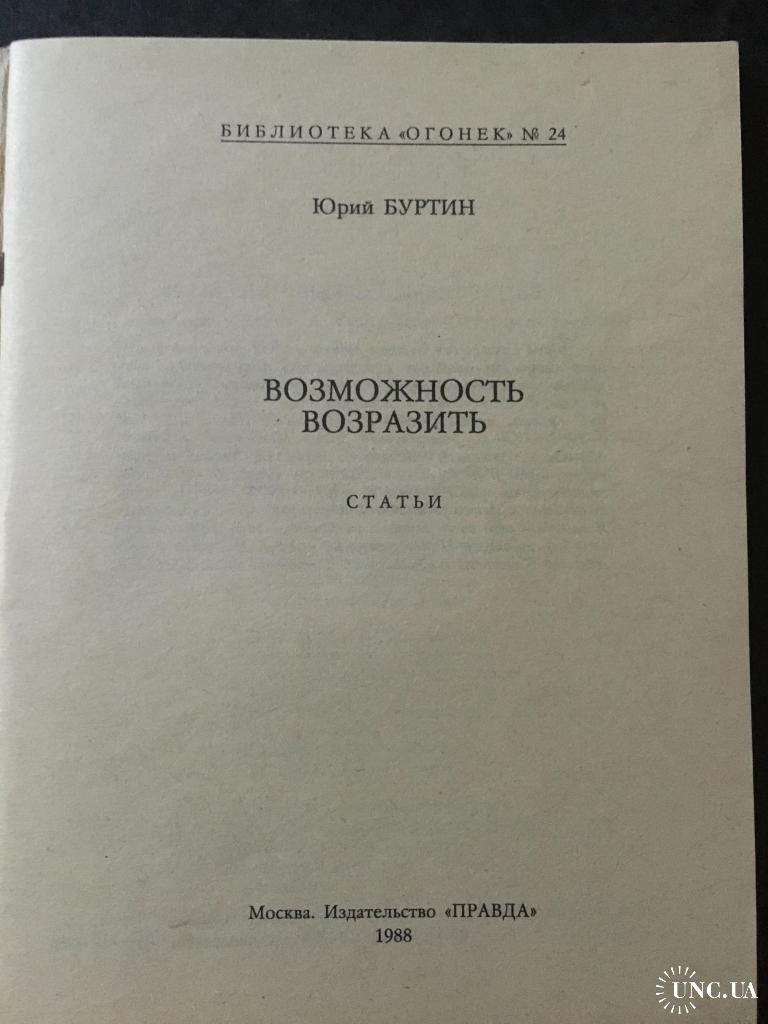 БИБЛИОТЕКА «ОГОНЕК» № 24
Юрий БУРТИН
ВОЗМОЖНОСТЬ
ВОЗРАЗИТЬ
СТАТЬИ
Москва. Издательство «ПРАВДА»
1988
UNC.UA